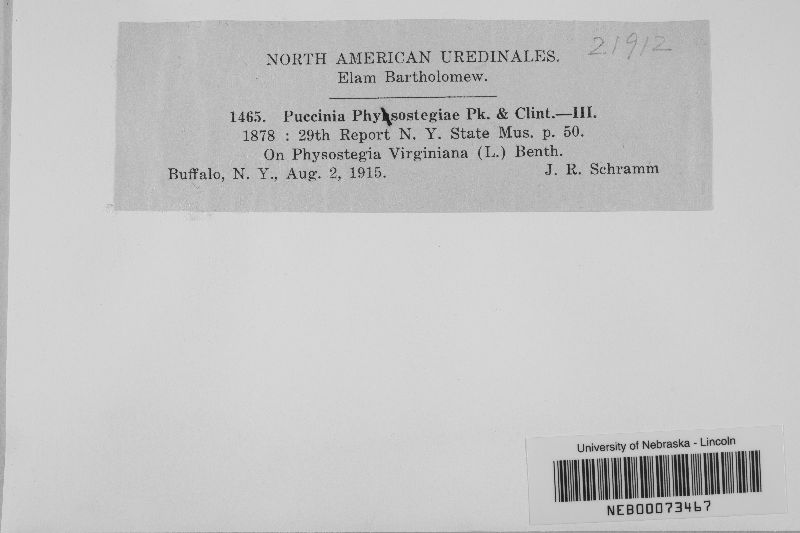 21912
NORTH AMERICAN UREDINALES.
Elam Bartholomew.
1465. Puccinia Physostegiae Pk. & Clint.—III.
1878 : 29th Report N. Y. State Mus. p. 50.
On Physostegia Virginiana (L.) Benth.
Buffalo, N. Y., Aug. 2, 1915. J. R. Schramm
University of Nebraska - Lincoln
NEB00073467